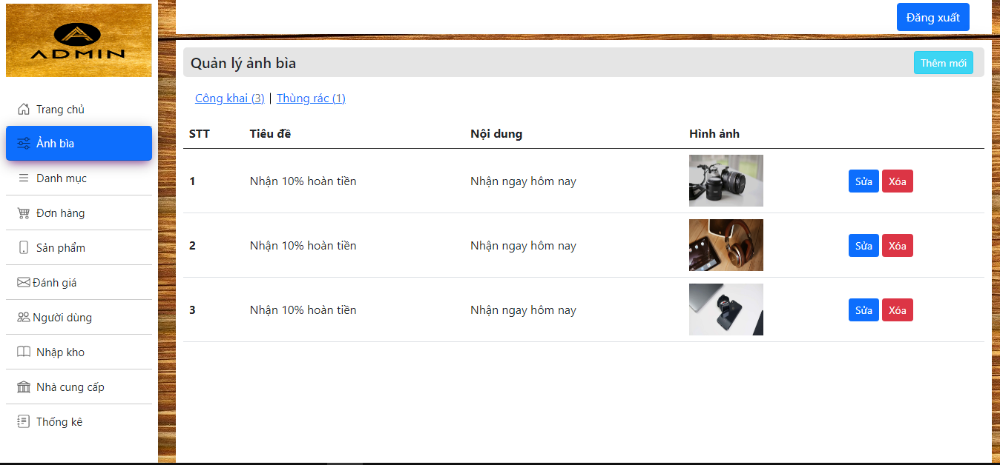 ADMIN
Đăng xuất
Quản lý ảnh bìa
Thêm mới
Công khai (3) | Thùng rác (1)
Trang chủ
Ảnh bìa
Danh mục
Đơn hàng
Sản phẩm
Đánh giá
Người dùng
Nhập kho
Nhà cung cấp
Thống kê
STT Tiêu đề Nội dung Hình ảnh
1 Nhận 10% hoàn tiền Nhận ngay hôm nay Sửa Xóa
2 Nhận 10% hoàn tiền Nhận ngay hôm nay Sửa Xóa
3 Nhận 10% hoàn tiền Nhận ngay hôm nay Sửa Xóa